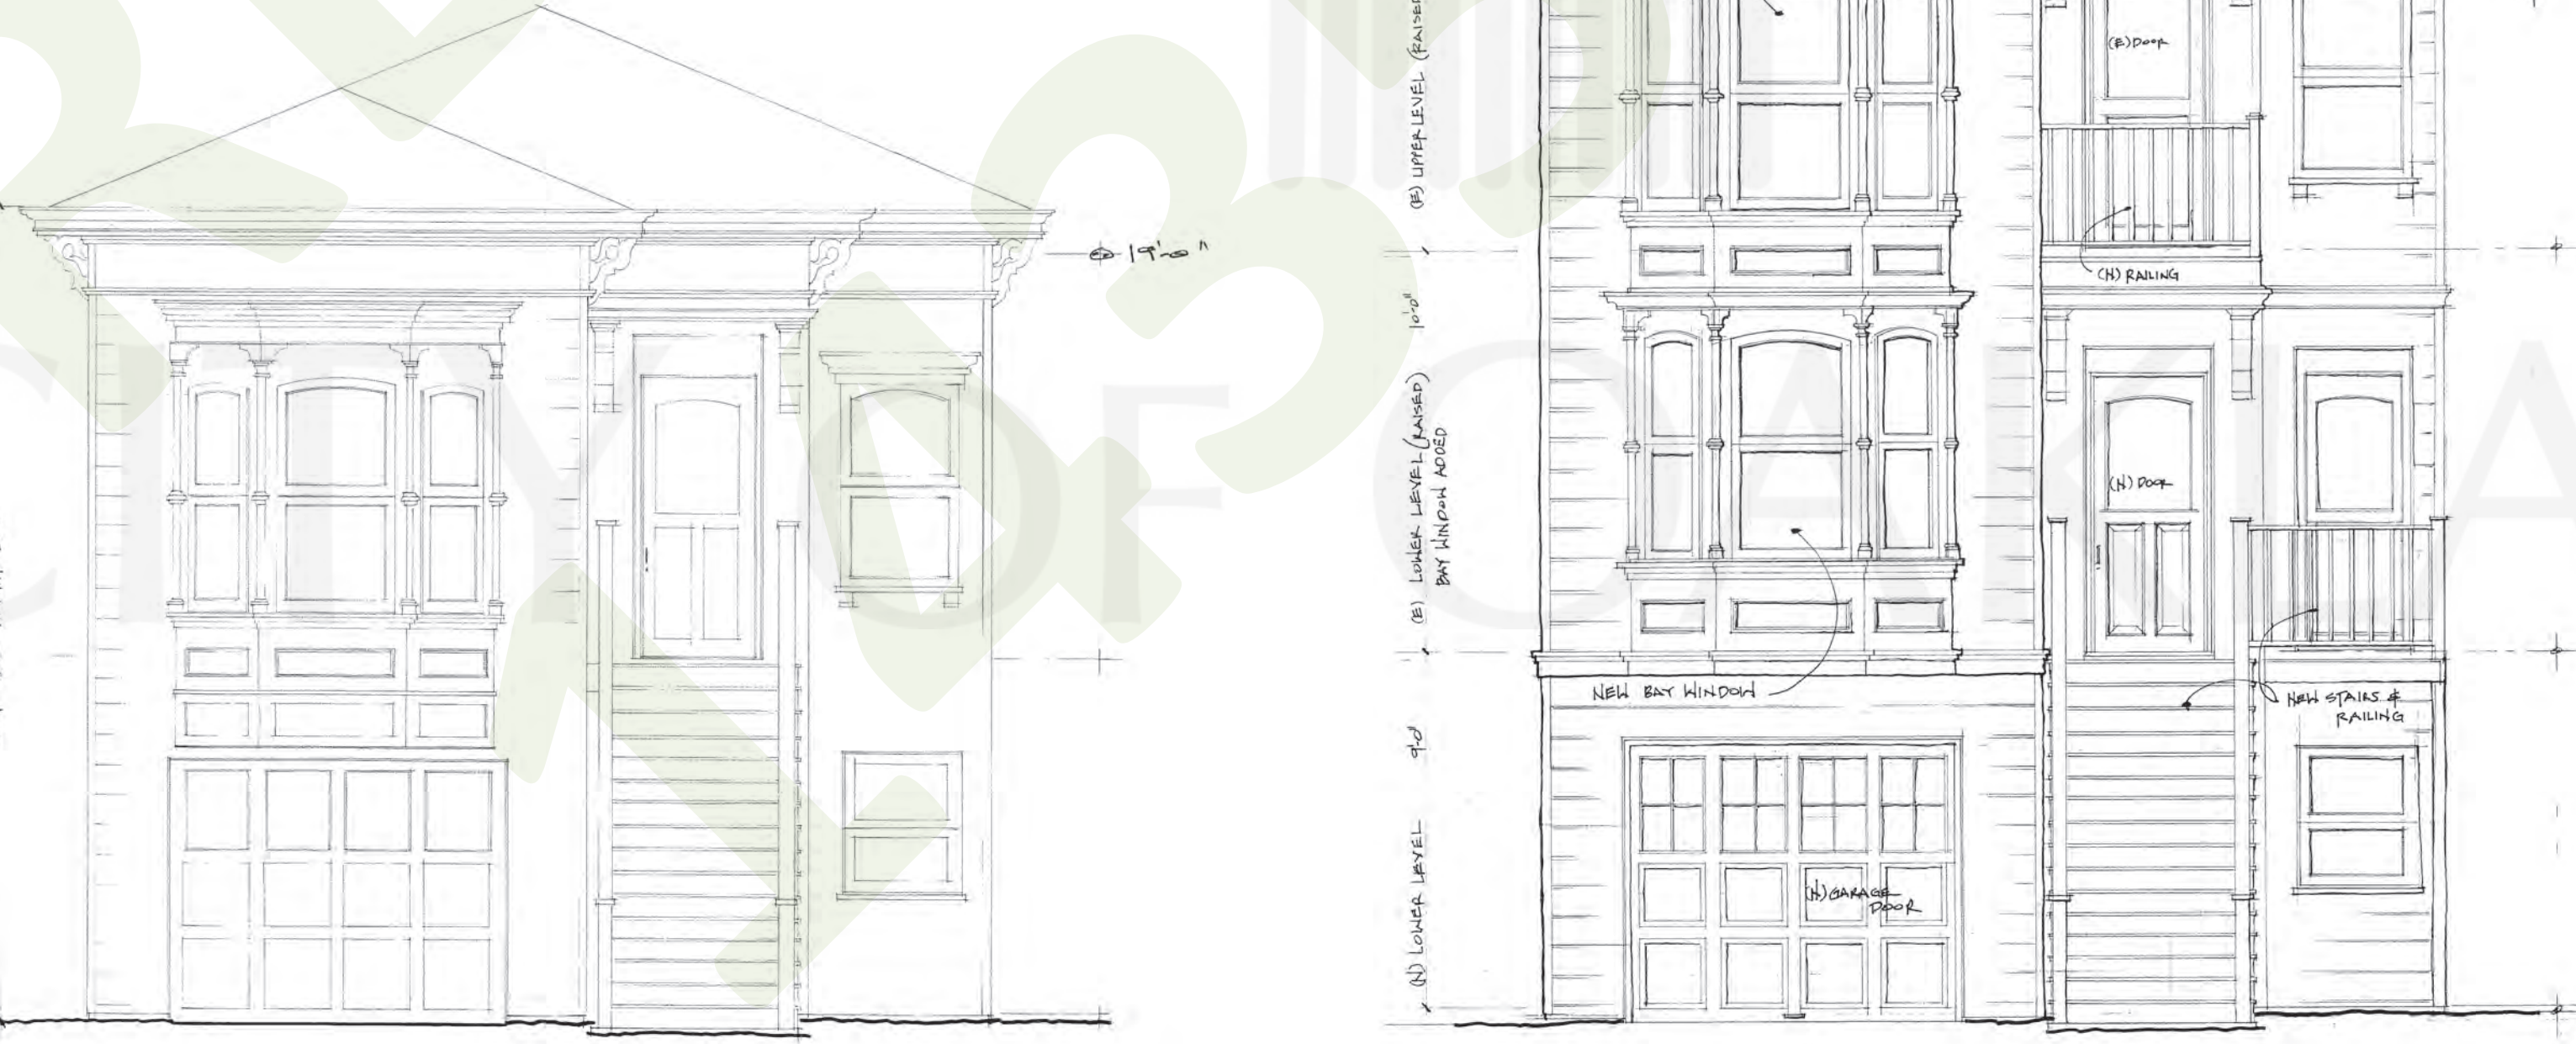 19'-0"
(E) UPPER LEVEL (RAISED
10'-0"
(E) LOWER LEVEL (RAISED)
BAY WINDOW ADDED
9'-0"
(N) LOWER LEVEL
(E) DOOR
(N) RAILING
(N) DOOR
NEW BAY WINDOW
NEW STAIRS &
RAILING
(N) GARAGE
DOOR
CITY OF OAKLA